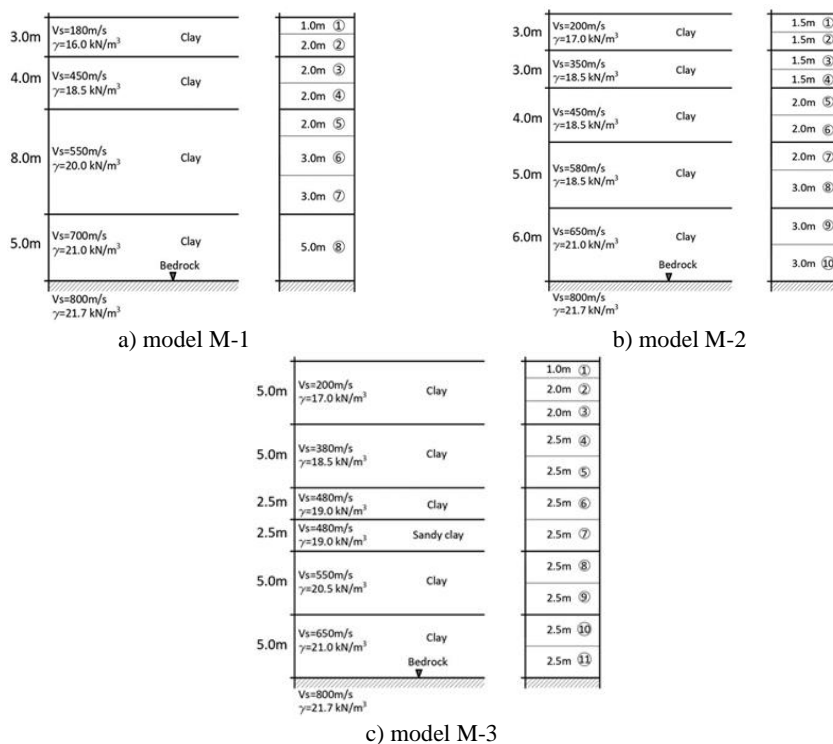 3.0m
Vs=180m/s
γ=16.0 kN/m³
Clay
4.0m
Vs=450m/s
γ=18.5 kN/m³
Clay
8.0m
Vs=550m/s
γ=20.0 kN/m³
Clay
5.0m
Vs=700m/s
γ=21.0 kN/m³
Clay
Bedrock
Vs=800m/s
γ=21.7 kN/m³
1.0m ①
2.0m ②
2.0m ③
2.0m ④
2.0m ⑤
3.0m ⑥
3.0m ⑦
5.0m ⑧
a) model M-1
3.0m
Vs=200m/s
γ=17.0 kN/m³
Clay
3.0m
Vs=350m/s
γ=18.5 kN/m³
Clay
4.0m
Vs=450m/s
γ=18.5 kN/m³
Clay
5.0m
Vs=580m/s
γ=18.5 kN/m³
Clay
6.0m
Vs=650m/s
γ=21.0 kN/m³
Clay
Bedrock
Vs=800m/s
γ=21.7 kN/m³
1.5m ①
1.5m ②
1.5m ③
1.5m ④
2.0m ⑤
2.0m ⑥
2.0m ⑦
3.0m ⑧
3.0m ⑨
3.0m ⑩
b) model M-2
5.0m
Vs=200m/s
γ=17.0 kN/m³
Clay
5.0m
Vs=380m/s
γ=18.5 kN/m³
Clay
2.5m
Vs=480m/s
γ=19.0 kN/m³
Clay
2.5m
Vs=480m/s
γ=19.0 kN/m³
Sandy clay
5.0m
Vs=550m/s
γ=20.5 kN/m³
Clay
5.0m
Vs=650m/s
γ=21.0 kN/m³
Clay
Bedrock
Vs=800m/s
γ=21.7 kN/m³
1.0m ①
2.0m ②
2.0m ③
2.5m ④
2.5m ⑤
2.5m ⑥
2.5m ⑦
2.5m ⑧
2.5m ⑨
2.5m ⑩
2.5m ⑪
c) model M-3